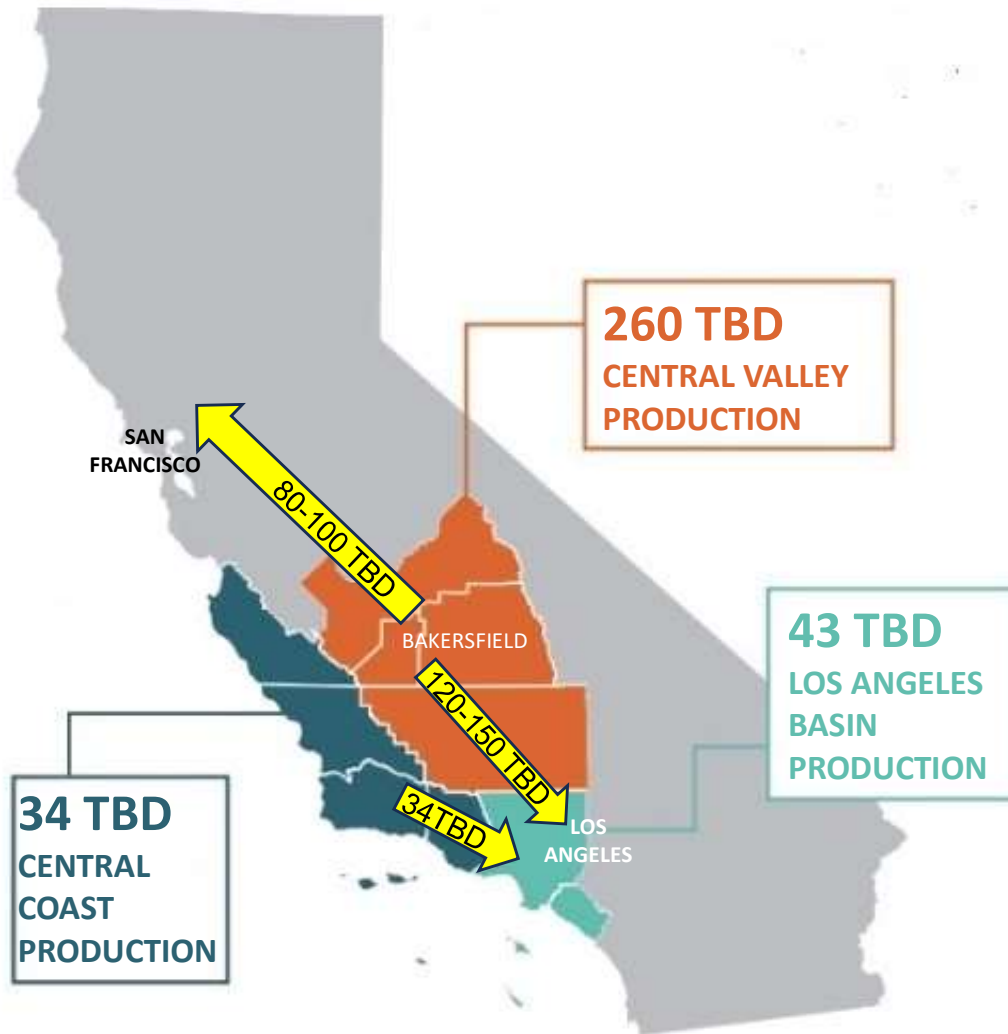 260 TBD
CENTRAL VALLEY
PRODUCTION
SAN
FRANCISCO
80-100 TBD
BAKERSFIELD
120-150 TBD
43 TBD
LOS ANGELES
BASIN
PRODUCTION
34TBD
LOS
ANGELES
34 TBD
CENTRAL
COAST
PRODUCTION